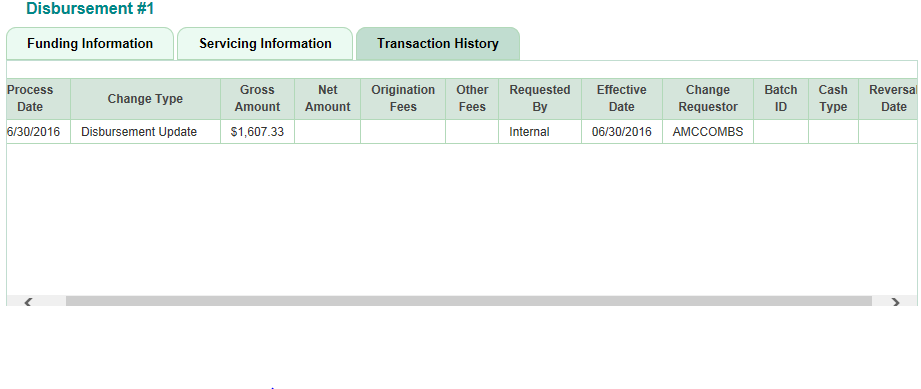 Disbursement #1
Funding Information Servicing Information Transaction History
Process Date Change Type Gross Amount Net Amount Origination Fees Other Fees Requested By Effective Date Change Requestor Batch ID Cash Type Reversal Date
6/30/2016 Disbursement Update $1,607.33 Internal 06/30/2016 AMCCOMBS